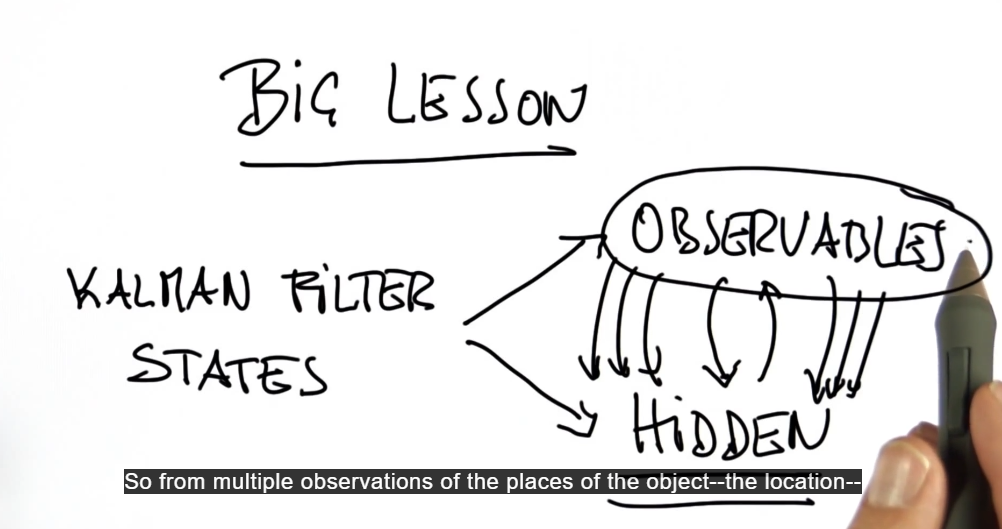 BiG LESSON
OBSERVABLES
KALMAN FiLTER
STATES
HiDDEN
So from multiple observations of the places of the object--the location--